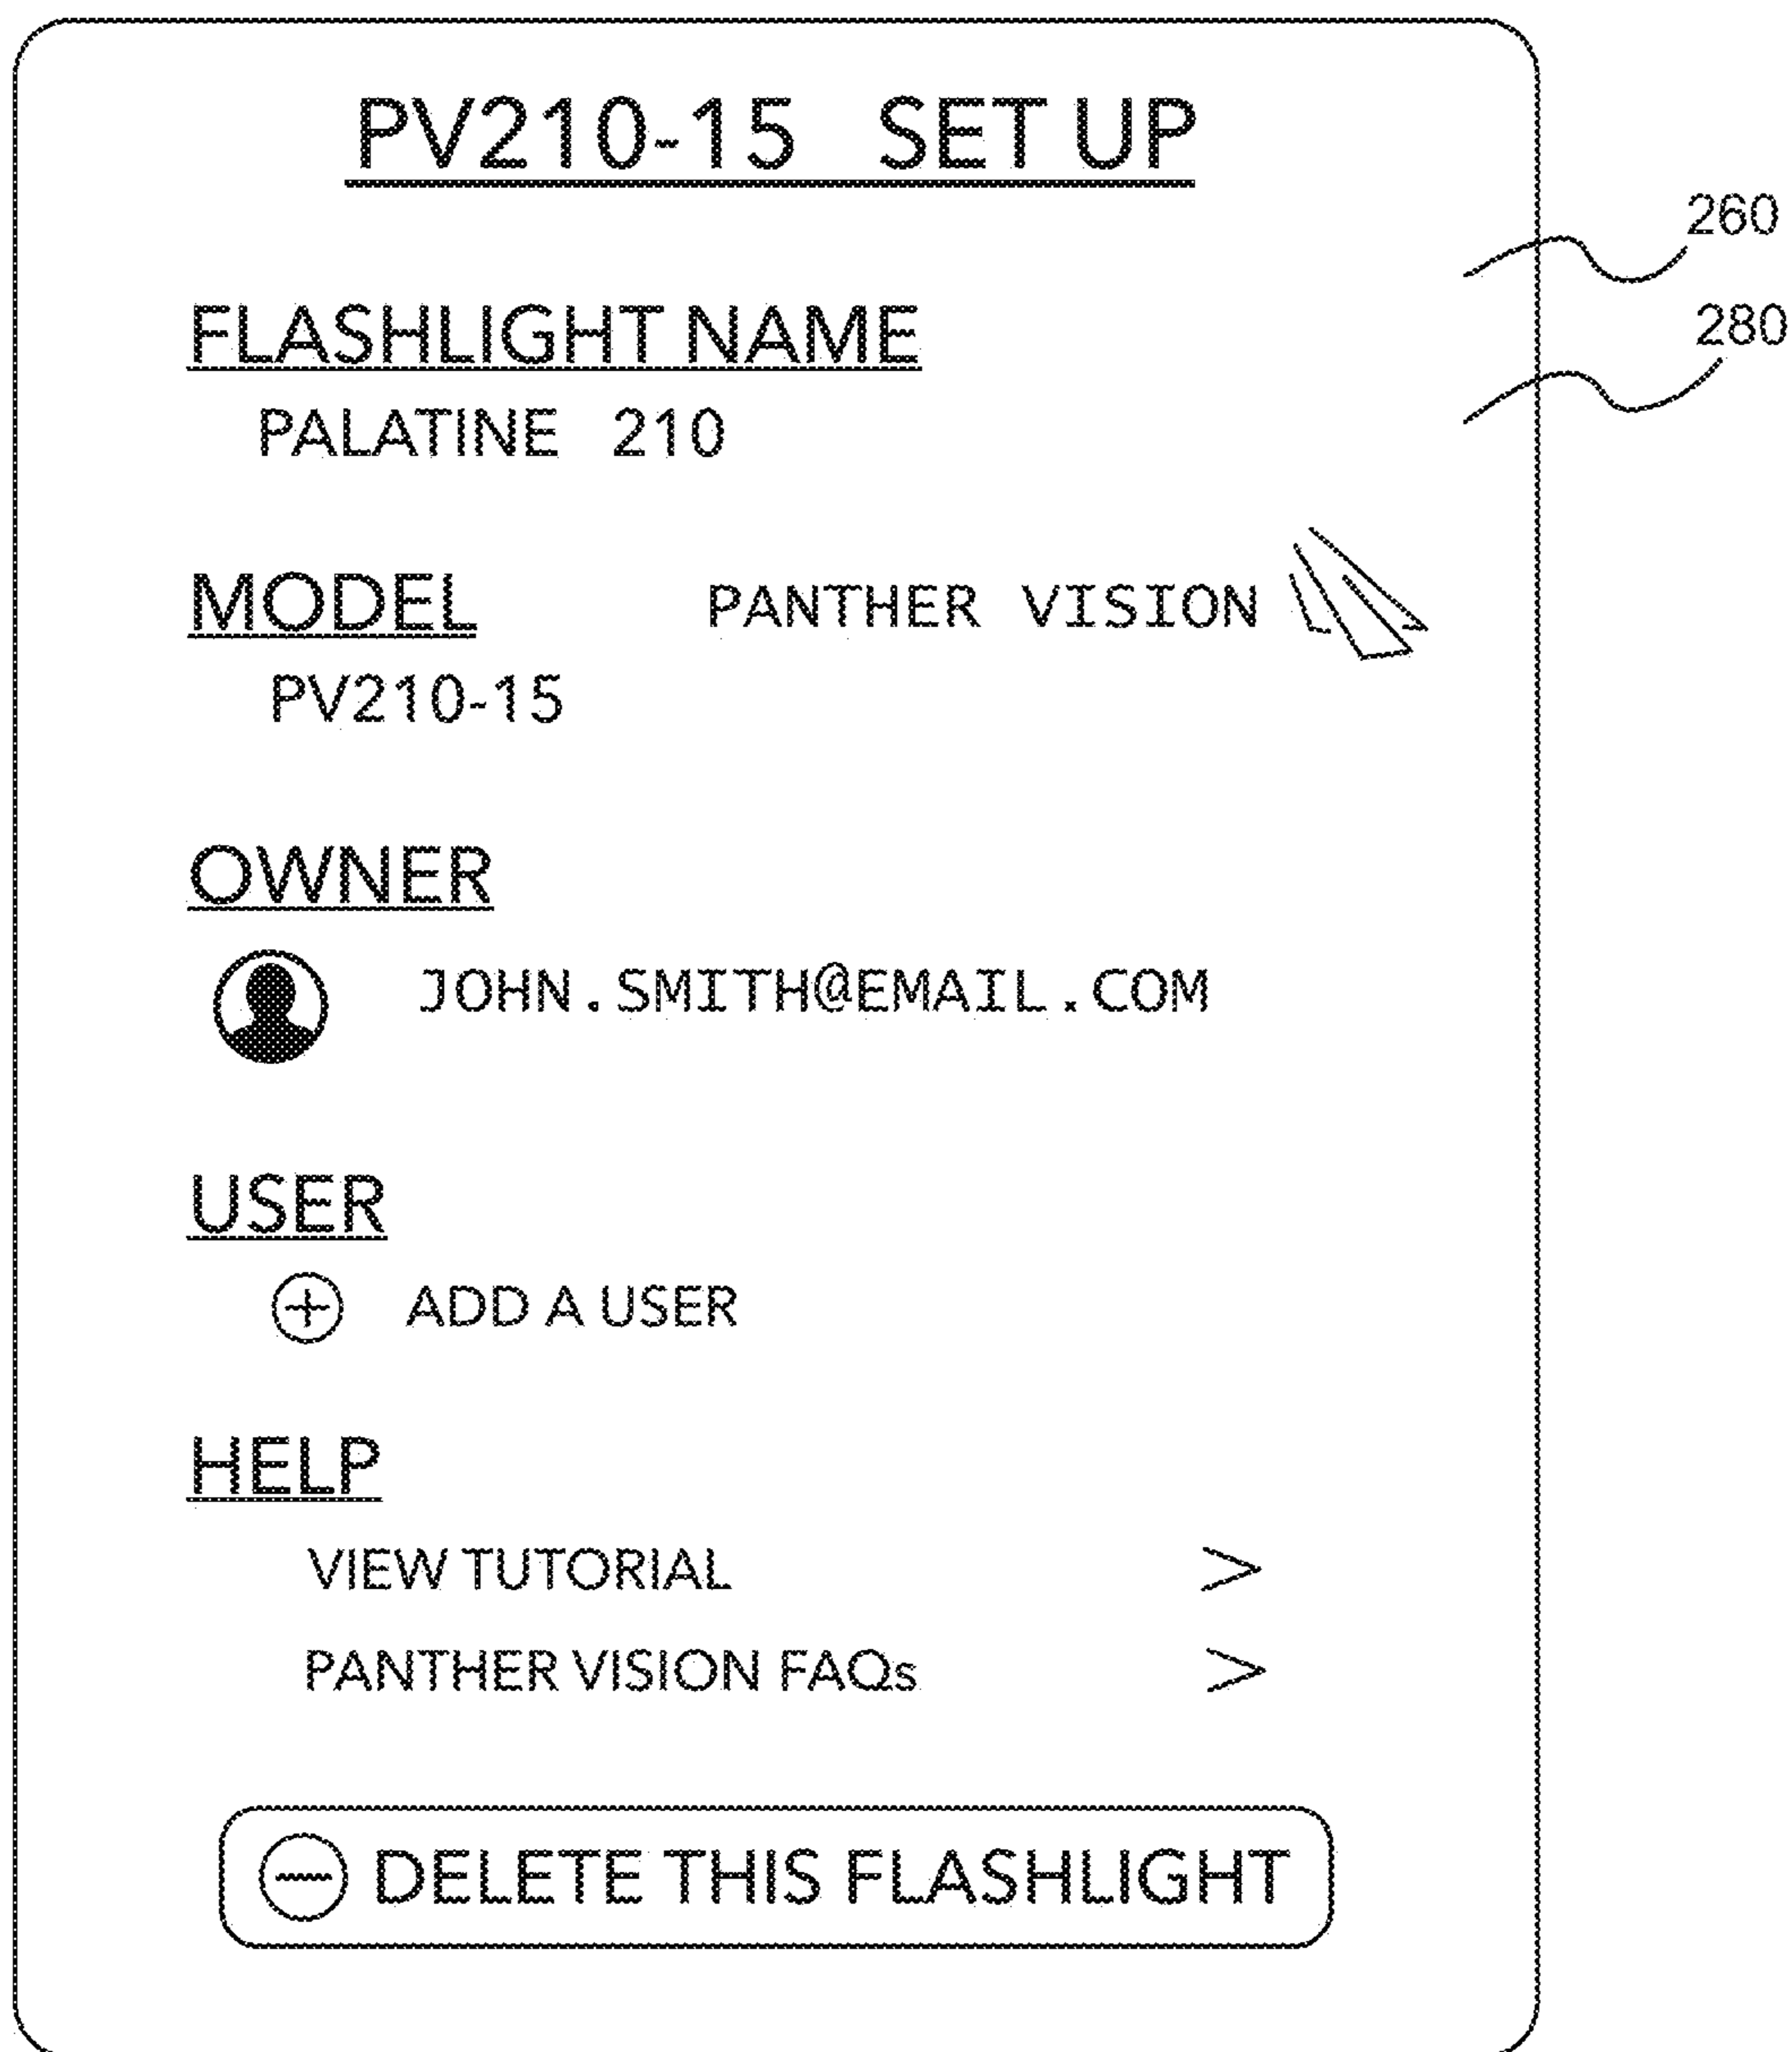 PV210-15 SET UP
260
FLASHLIGHT NAME
280
PALATINE 210
MODEL PANTHER VISION
PV210-15
OWNER
JOHN.SMITH@EMAIL.COM
USER
ADD A USER
HELP
VIEW TUTORIAL >
PANTHER VISION FAQs >
DELETE THIS FLASHLIGHT